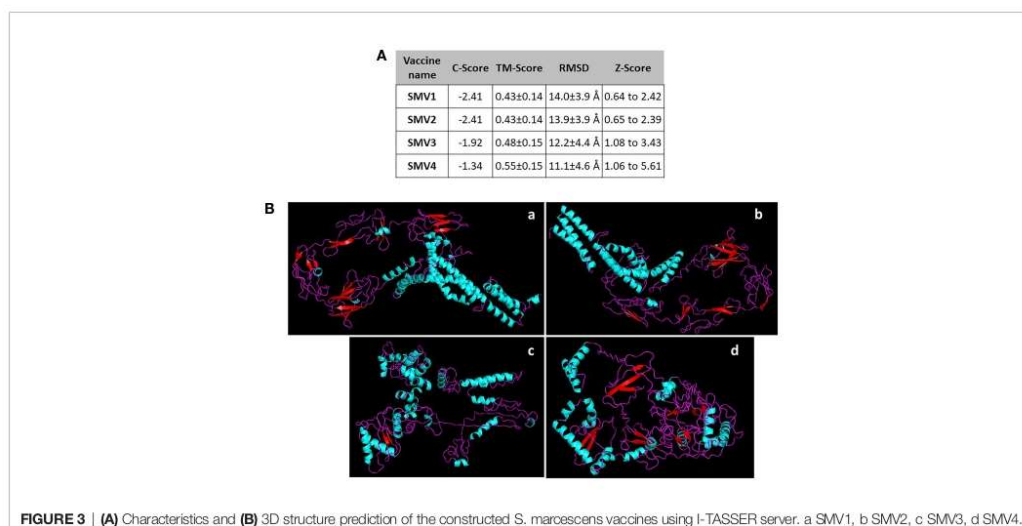 A
Vaccine name C-Score TM-Score RMSD Z-Score
SMV1 -2.41 0.43±0.14 14.0±3.9 Å 0.64 to 2.42
SMV2 -2.41 0.43±0.14 13.9±3.9 Å 0.65 to 2.39
SMV3 -1.92 0.48±0.15 12.2±4.4 Å 1.08 to 3.43
SMV4 -1.34 0.55±0.15 11.1±4.6 Å 1.06 to 5.61
B
a
b
c
d
FIGURE 3 | (A) Characteristics and (B) 3D structure prediction of the constructed S. marcescens vaccines using I-TASSER server. a SMV1, b SMV2, c SMV3, d SMV4.